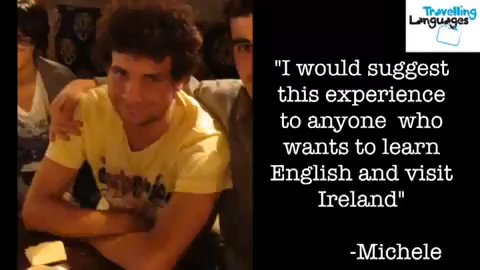 Travelling
Languages
"I would suggest
this experience
to anyone who
wants to learn
English and visit
Ireland"
-Michele